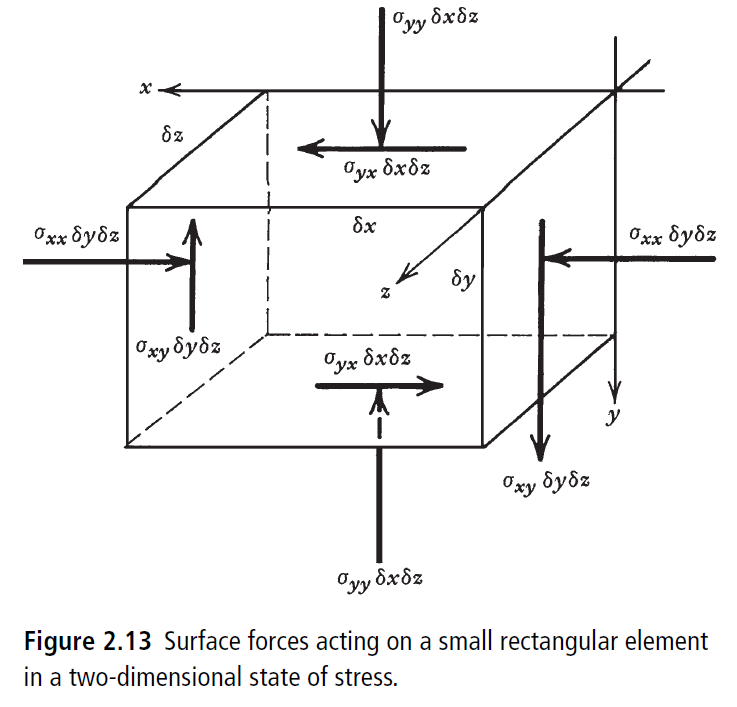 σyy δxδz
x
δz
σyx δxδz
δx
σxx δyδz
σxx δyδz
z
δy
σxy δyδz
σyx δxδz
y
σxy δyδz
σyy δxδz
Figure 2.13 Surface forces acting on a small rectangular element
in a two-dimensional state of stress.